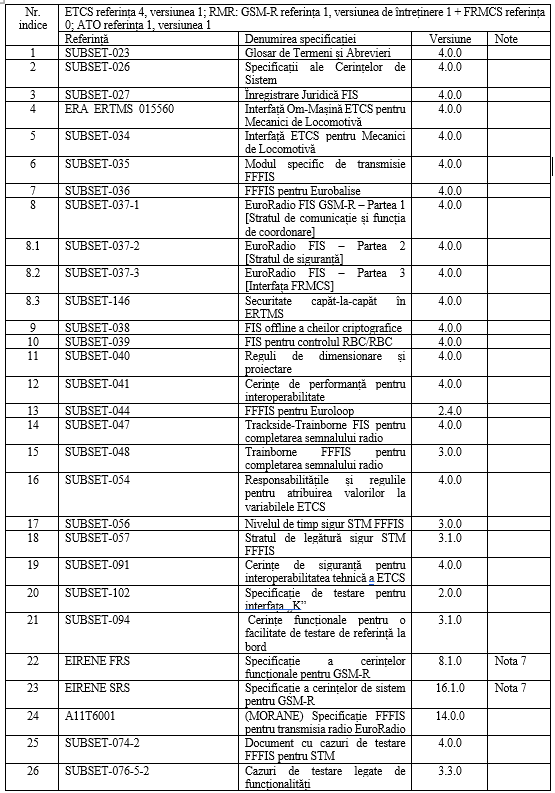 Nr. indice
ETCS referința 4, versiunea 1; RMR: GSM-R referința 1, versiunea de întreținere 1 + FRMCS referința
0; ATO referința 1, versiunea 1
Referință Denumirea specificației Versiune Note
1 SUBSET-023 Glosar de Termeni și Abrevieri 4.0.0
2 SUBSET-026 Specificații ale Cerințelor de
Sistem 4.0.0
3 SUBSET-027 Înregistrare Juridică FIS 4.0.0
4 ERA_ERTMS_015560 Interfață Om-Mașină ETCS pentru
Mecanici de Locomotivă 4.0.0
5 SUBSET-034 Interfață ETCS pentru Mecanici
de Locomotivă 4.0.0
6 SUBSET-035 Modul specific de transmisie
FFFIS 4.0.0
7 SUBSET-036 FFFIS pentru Eurobalise 4.0.0
8 SUBSET-037-1 EuroRadio FIS GSM-R – Partea 1
[Stratul de comunicație și funcția
de coordonare] 4.0.0
8.1 SUBSET-037-2 EuroRadio FIS – Partea 2
[Stratul de siguranță] 4.0.0
8.2 SUBSET-037-3 EuroRadio FIS – Partea 3
[Interfața FRMCS] 4.0.0
8.3 SUBSET-146 Securitate capăt-la-capăt în
ERTMS 4.0.0
9 SUBSET-038 FIS offline a cheilor criptografice 4.0.0
10 SUBSET-039 FIS pentru controlul RBC/RBC 4.0.0
11 SUBSET-040 Reguli de dimensionare și
proiectare 4.0.0
12 SUBSET-041 Cerințe de performanță pentru
interoperabilitate 4.0.0
13 SUBSET-044 FFFIS pentru Euroloop 2.4.0
14 SUBSET-047 Trackside-Trainborne FIS pentru
completarea semnalului radio 4.0.0
15 SUBSET-048 Trainborne FFFIS pentru
completarea semnalului radio 3.0.0
16 SUBSET-054 Responsabilitățile și regulile
pentru atribuirea valorilor la
variabilele ETCS 4.0.0
17 SUBSET-056 Nivelul de timp sigur STM FFFIS 3.0.0
18 SUBSET-057 Stratul de legătură sigur STM
FFFIS 3.1.0
19 SUBSET-091 Cerințe de siguranță pentru
interoperabilitatea tehnică a ETCS 4.0.0
20 SUBSET-102 Specificație de testare pentru
interfața „K” 2.0.0
21 SUBSET-094 Cerințe funcționale pentru o
facilitate de testare de referință la
bord 3.1.0
22 EIRENE FRS Specificație a cerințelor
funcționale pentru GSM-R 8.1.0 Nota 7
23 EIRENE SRS Specificație a cerințelor de sistem
pentru GSM-R 16.1.0 Nota 7
24 A11T6001 (MORANE) Specificație FFFIS
pentru transmisia radio EuroRadio 14.0.0
25 SUBSET-074-2 Document cu cazuri de testare
FFFIS pentru STM 4.0.0
26 SUBSET-076-5-2 Cazuri de testare legate de
funcționalități 3.3.0